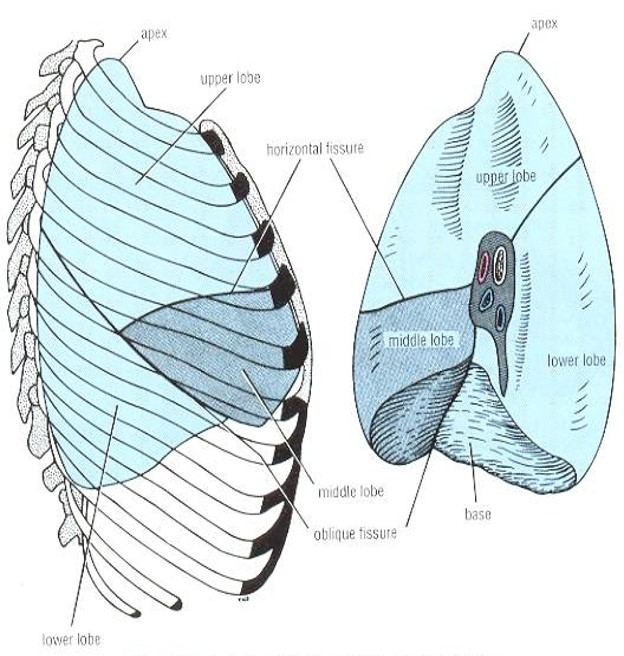 apex
upper lobe
horizontal fissure
middle lobe
oblique fissure
lower lobe
apex
upper lobe
middle lobe
lower lobe
base